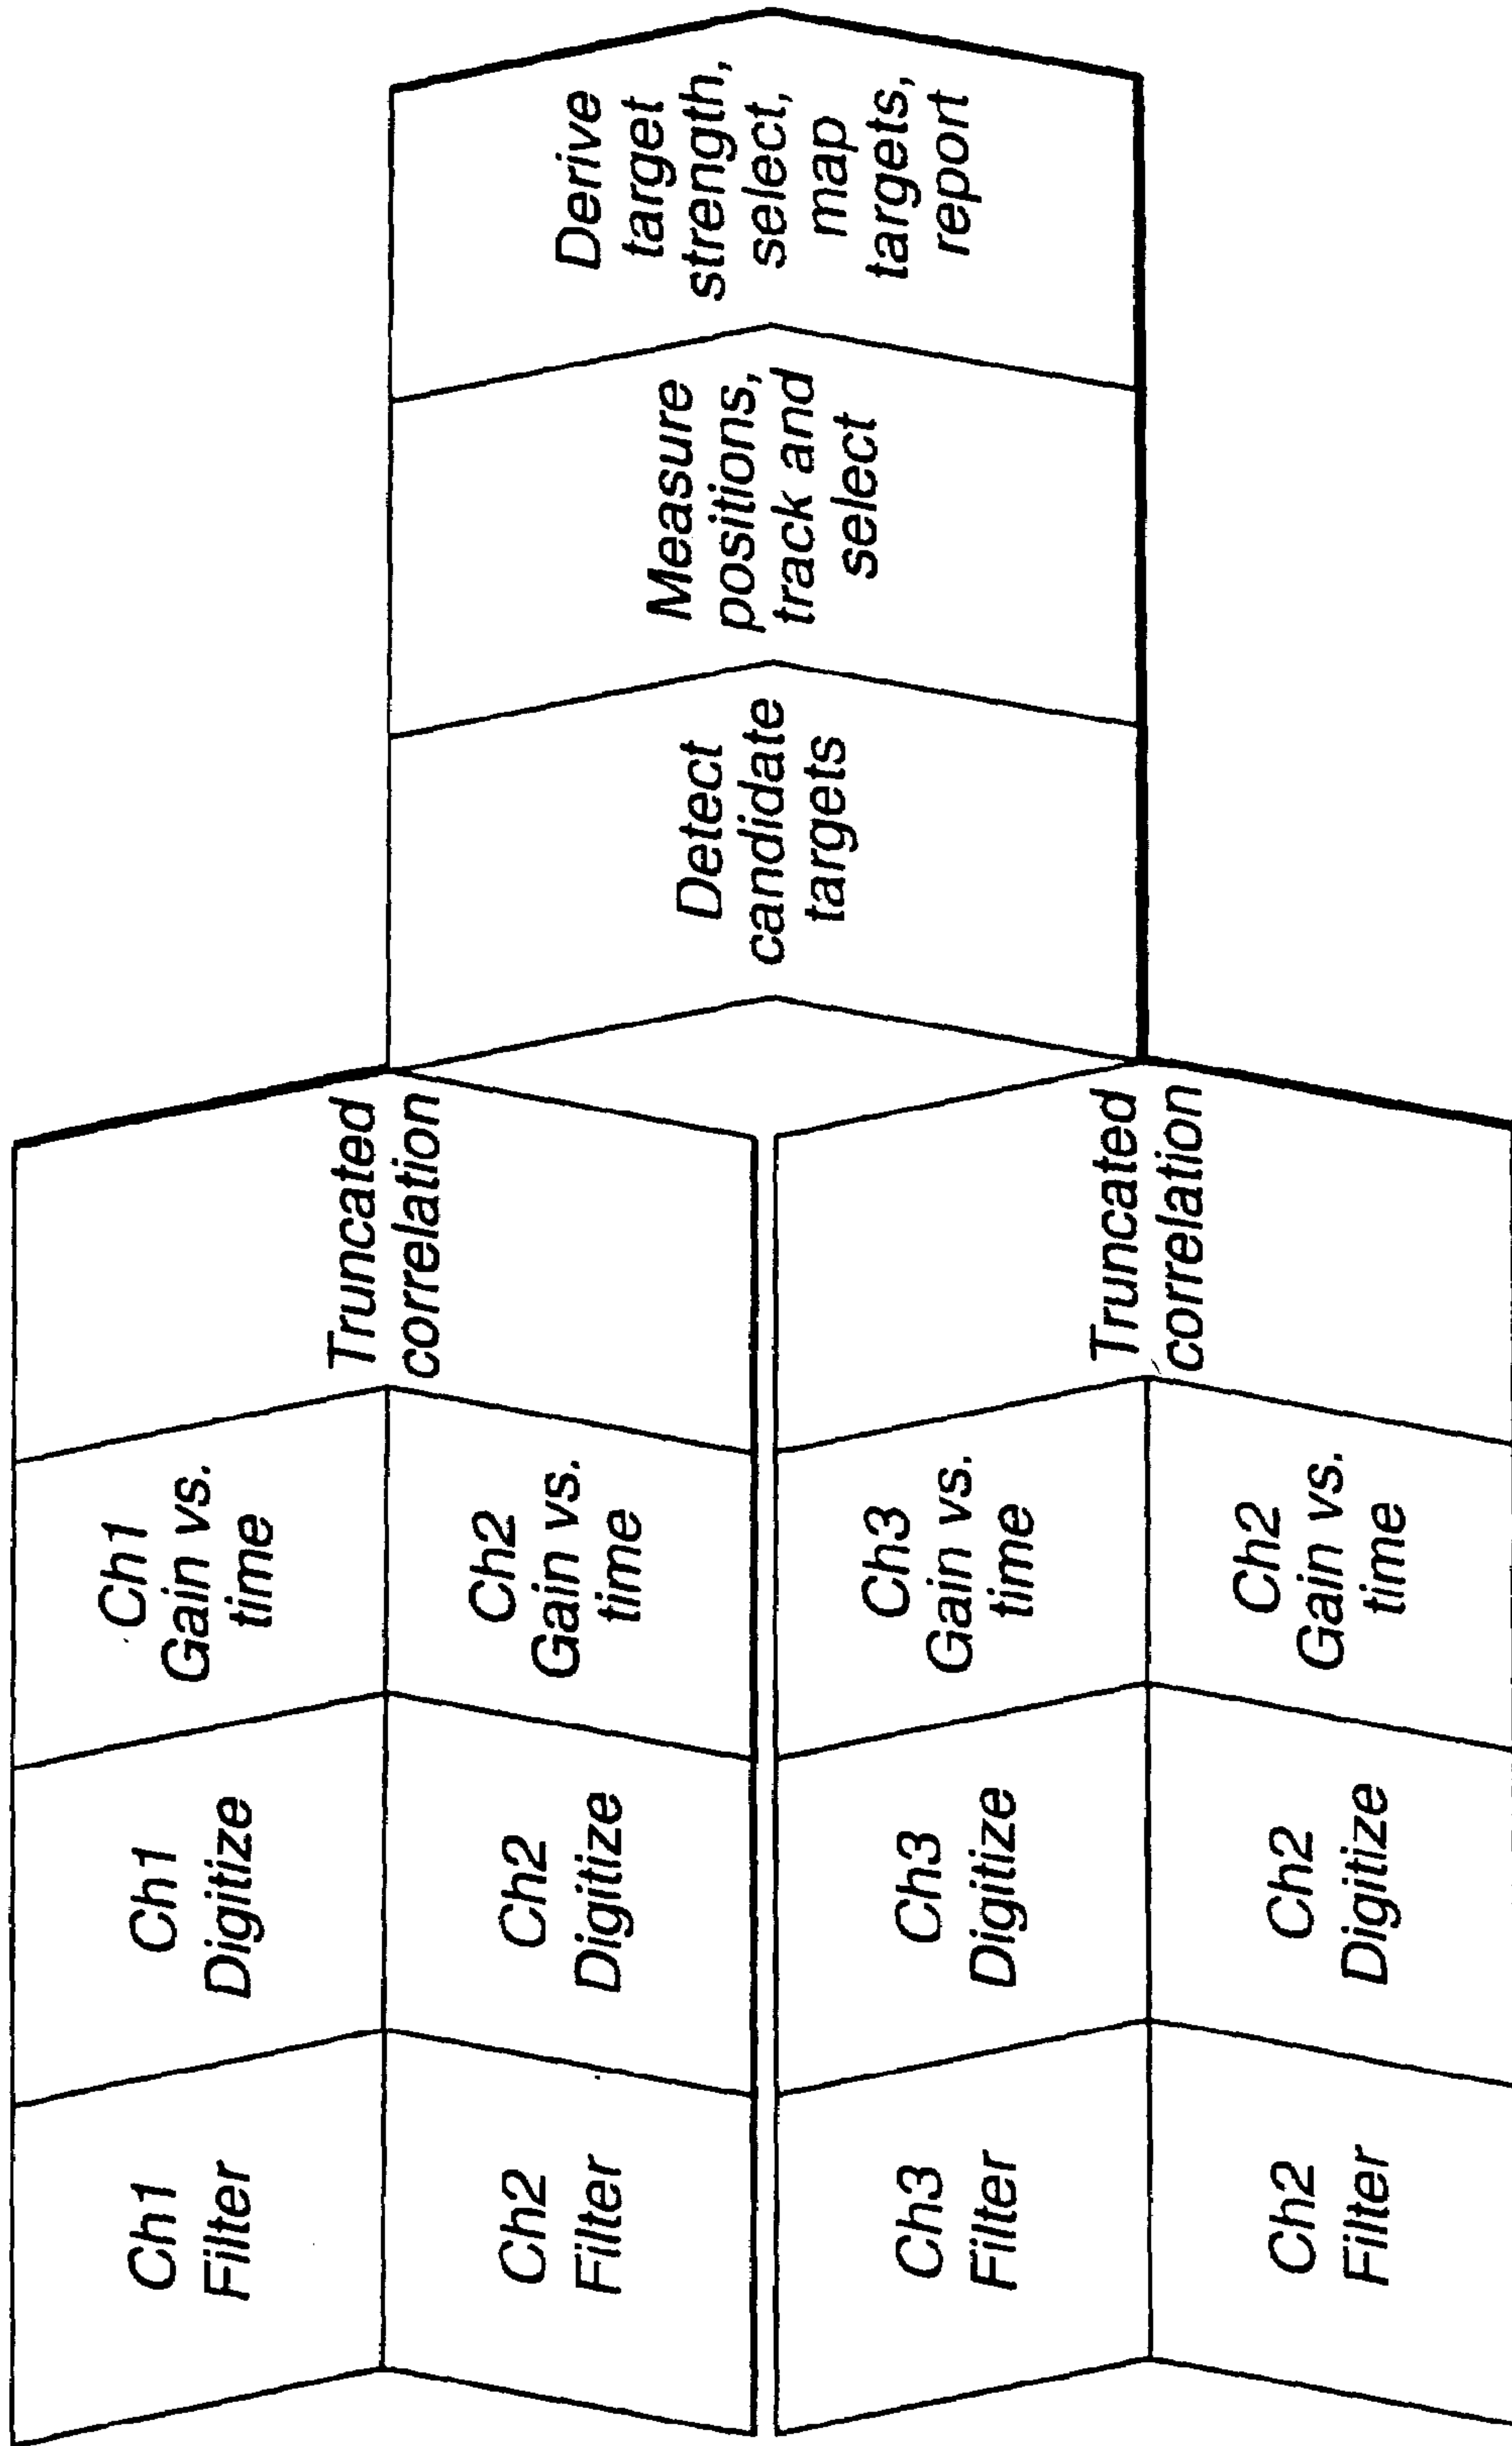 Ch1
Filter
Ch1
Digitize
Ch1
Gain vs.
time
Ch2
Filter
Ch2
Digitize
Ch2
Gain vs.
time
Truncated
correlation
Ch3
Filter
Ch3
Digitize
Ch3
Gain vs.
time
Ch2
Filter
Ch2
Digitize
Ch2
Gain vs.
time
Truncated
correlation
Detect
candidate
targets
Measure
positions,
track and
select
Derive
target
strength,
select,
map
targets,
report